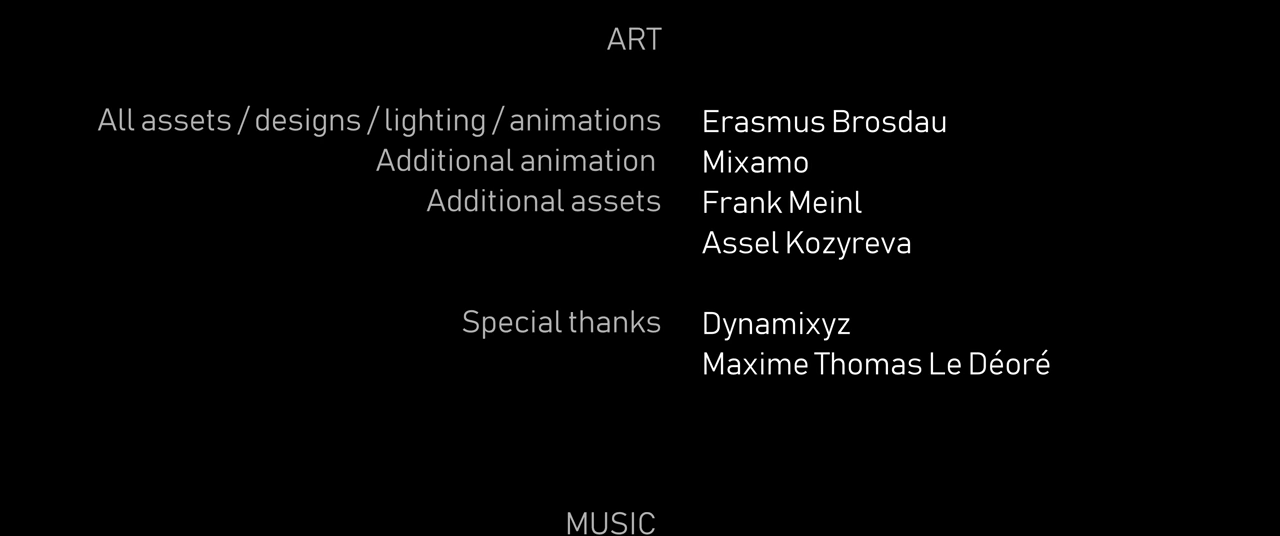 ART
All assets / designs / lighting / animations Erasmus Brosdau
Additional animation Mixamo
Additional assets Frank Meinl
Assel Kozyreva
Special thanks Dynamixyz
Maxime Thomas Le Déoré
MUSIC